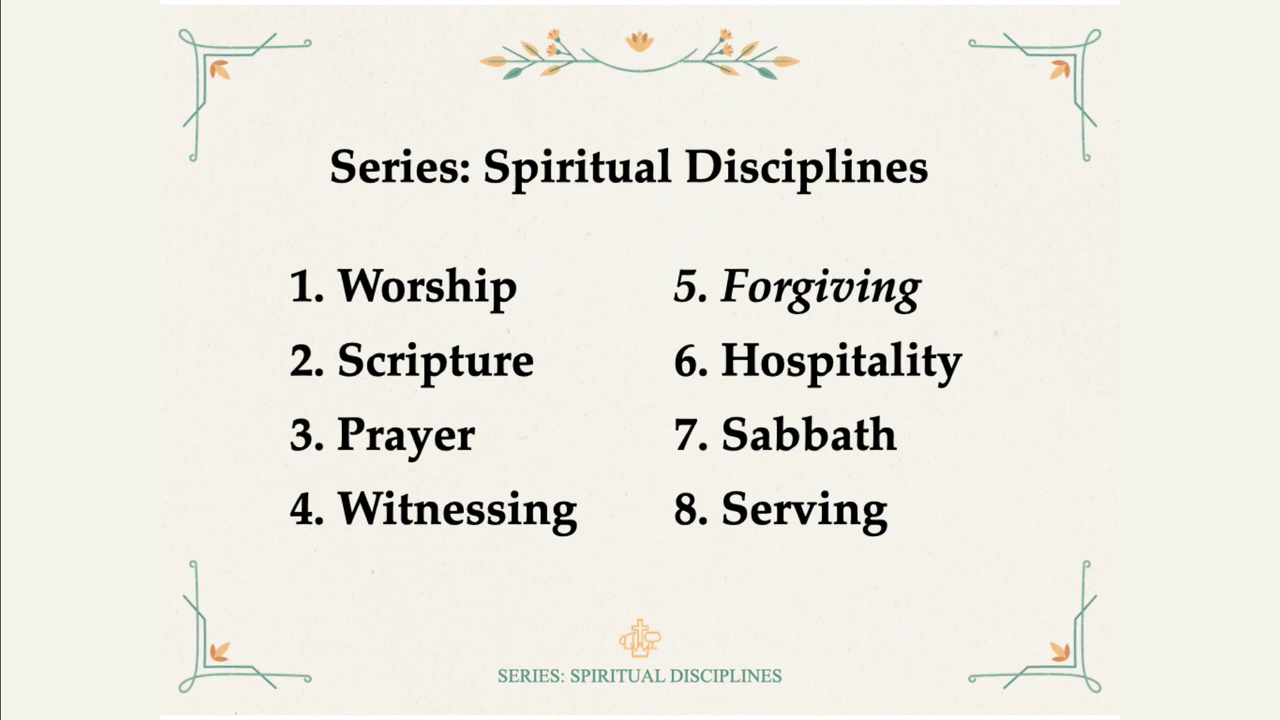 Series: Spiritual Disciplines
1. Worship
2. Scripture
3. Prayer
4. Witnessing
5. Forgiving
6. Hospitality
7. Sabbath
8. Serving
SERIES: SPIRITUAL DISCIPLINES